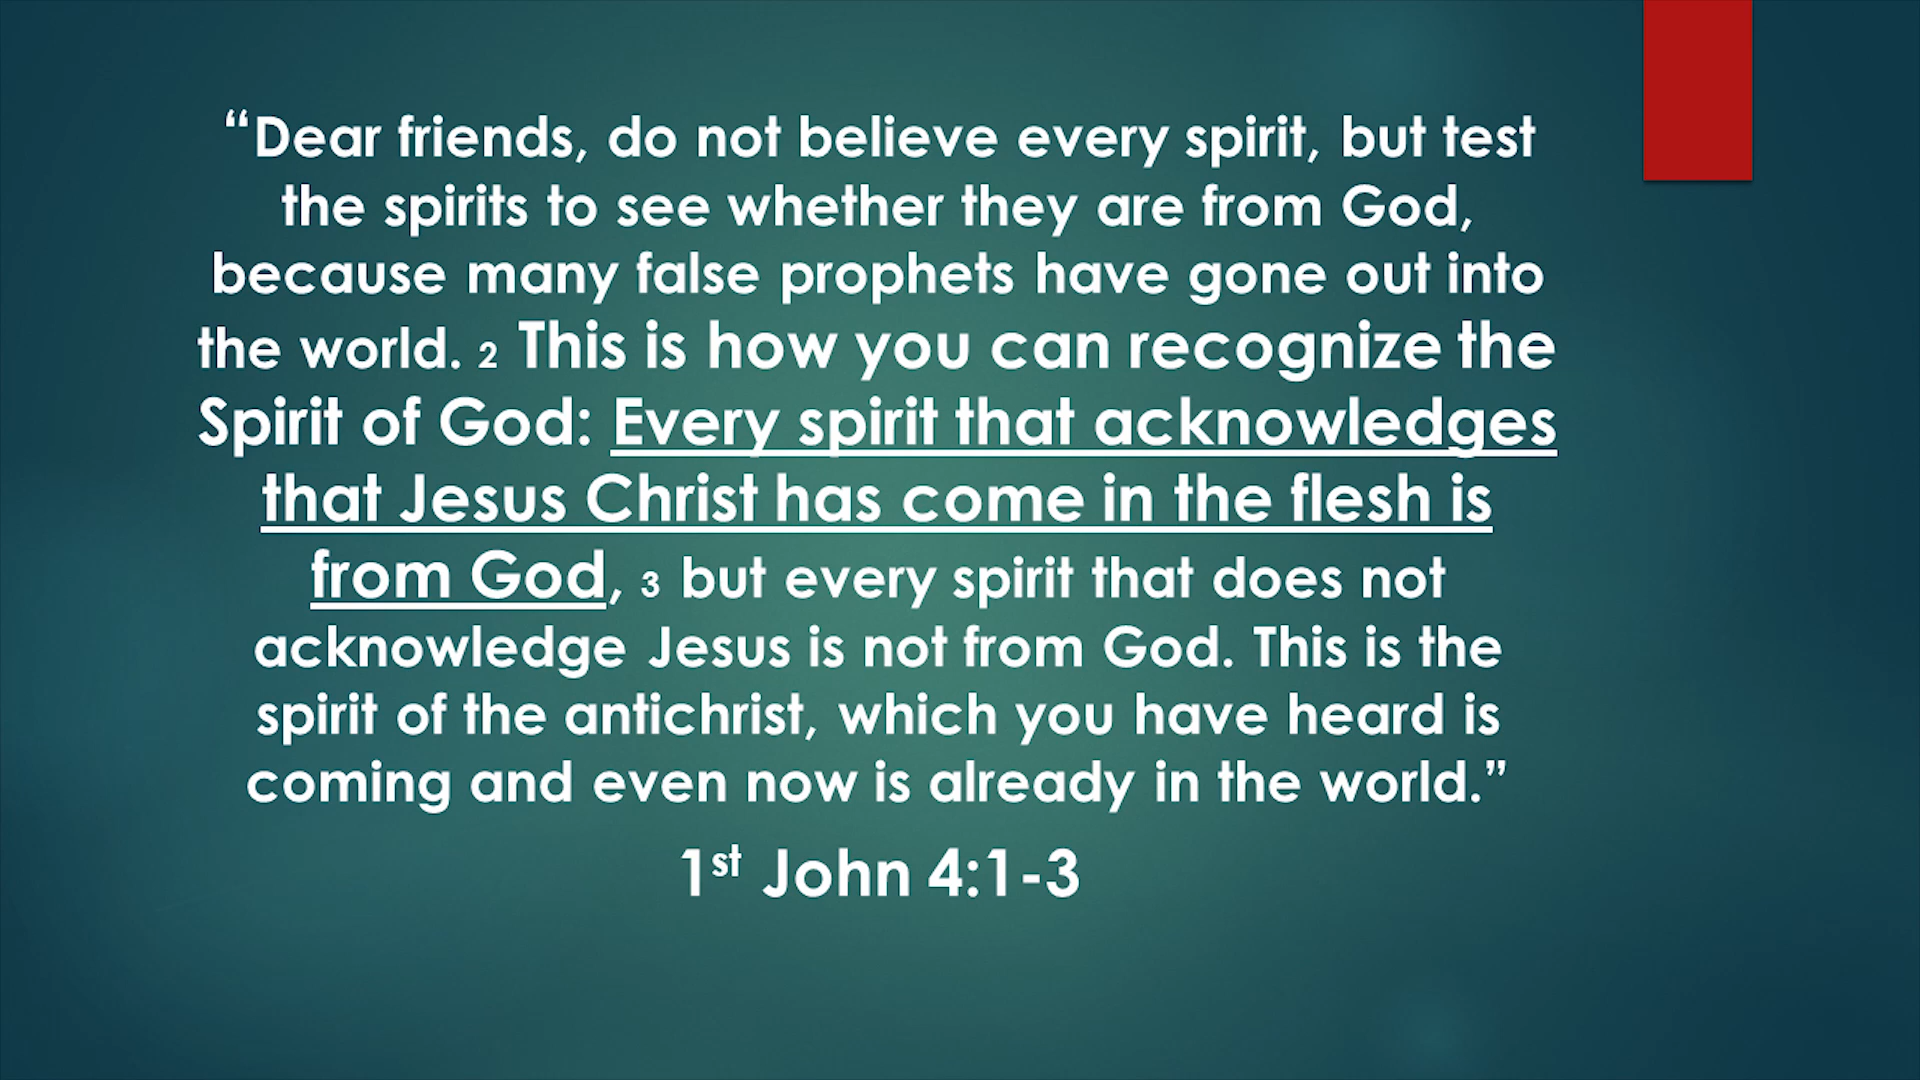 “Dear friends, do not believe every spirit, but test
the spirits to see whether they are from God,
because many false prophets have gone out into
the world. 2 This is how you can recognize the
Spirit of God: Every spirit that acknowledges
that Jesus Christ has come in the flesh is
from God, 3 but every spirit that does not
acknowledge Jesus is not from God. This is the
spirit of the antichrist, which you have heard is
coming and even now is already in the world.”
1st John 4:1-3